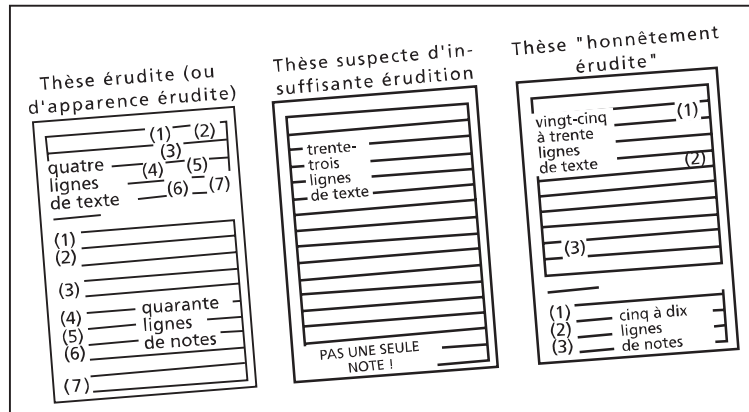 Thèse érudite (ou
d'apparence érudite)
(1) (2)
(3)
quatre (4) (5)
lignes
de texte (6) (7)
(1)
(2)
(3)
(4) quarante
(5) lignes
(6) de notes
(7)
Thèse suspecte d'in-
suffisante érudition
trente-
trois
lignes
de texte
PAS UNE SEULE
NOTE !
Thèse "honnêtement
érudite"
vingt-cinq (1)
à trente
lignes
de texte (2)
(3)
(1) cinq à dix
(2) lignes
(3) de notes